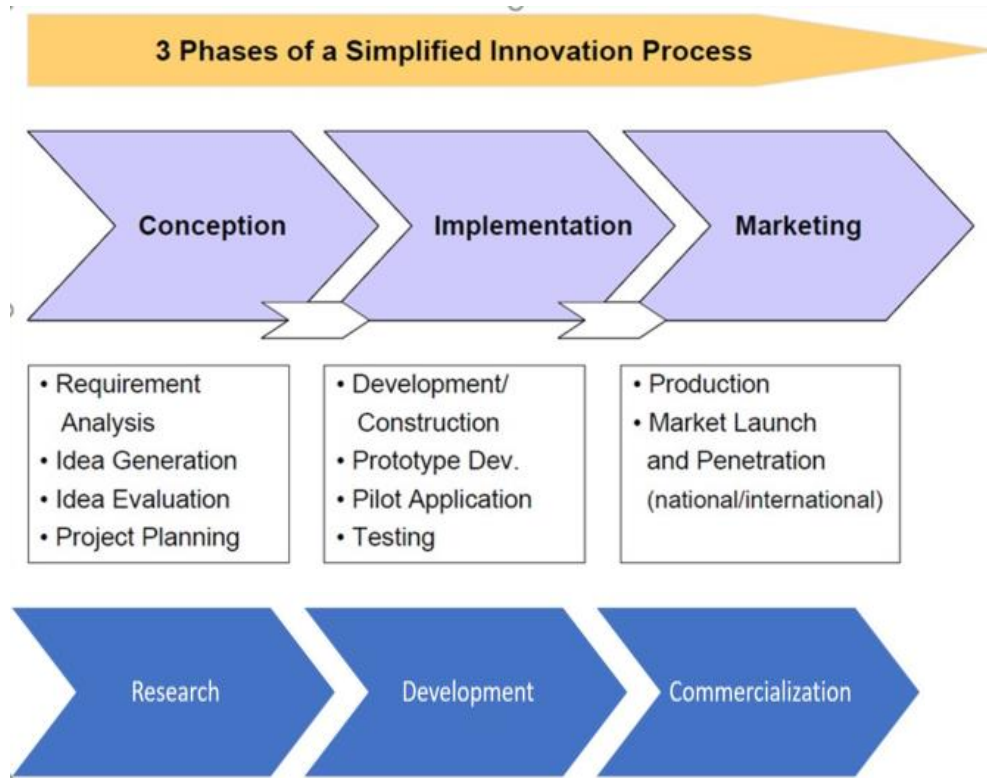 3 Phases of a Simplified Innovation Process
Conception
Implementation
Marketing
• Requirement
Analysis
• Idea Generation
• Idea Evaluation
• Project Planning
• Development/
Construction
• Prototype Dev.
• Pilot Application
• Testing
• Production
• Market Launch
and Penetration
(national/international)
Research
Development
Commercialization